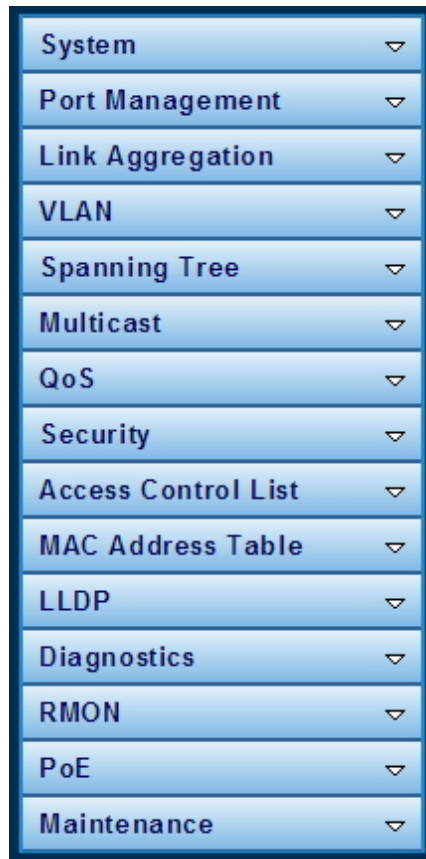 System
Port Management
Link Aggregation
VLAN
Spanning Tree
Multicast
QoS
Security
Access Control List
MAC Address Table
LLDP
Diagnostics
RMON
PoE
Maintenance